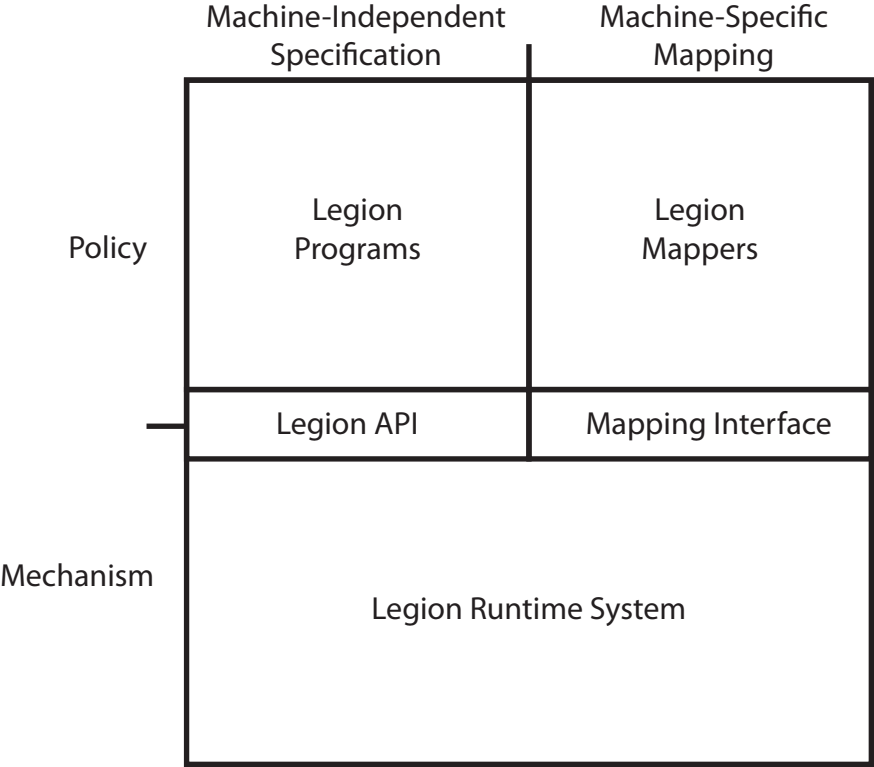 Machine-Independent
Specification
Machine-Specific
Mapping
Policy
Legion
Programs
Legion
Mappers
Legion API
Mapping Interface
Mechanism
Legion Runtime System